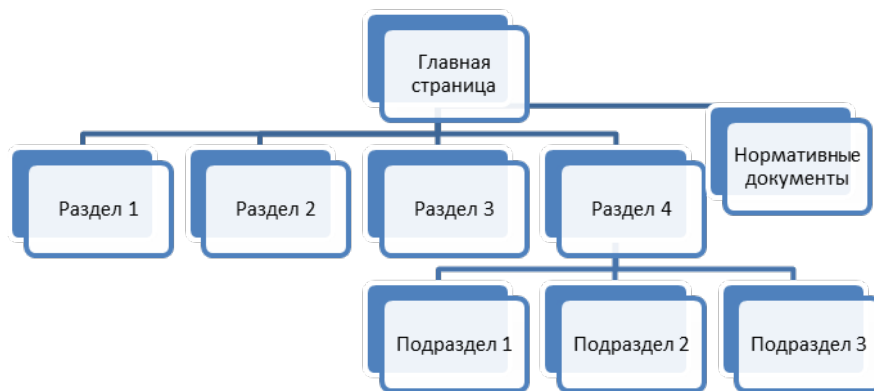 Главная
страница
Нормативные
документы
Раздел 1
Раздел 2
Раздел 3
Раздел 4
Подраздел 1
Подраздел 2
Подраздел 3